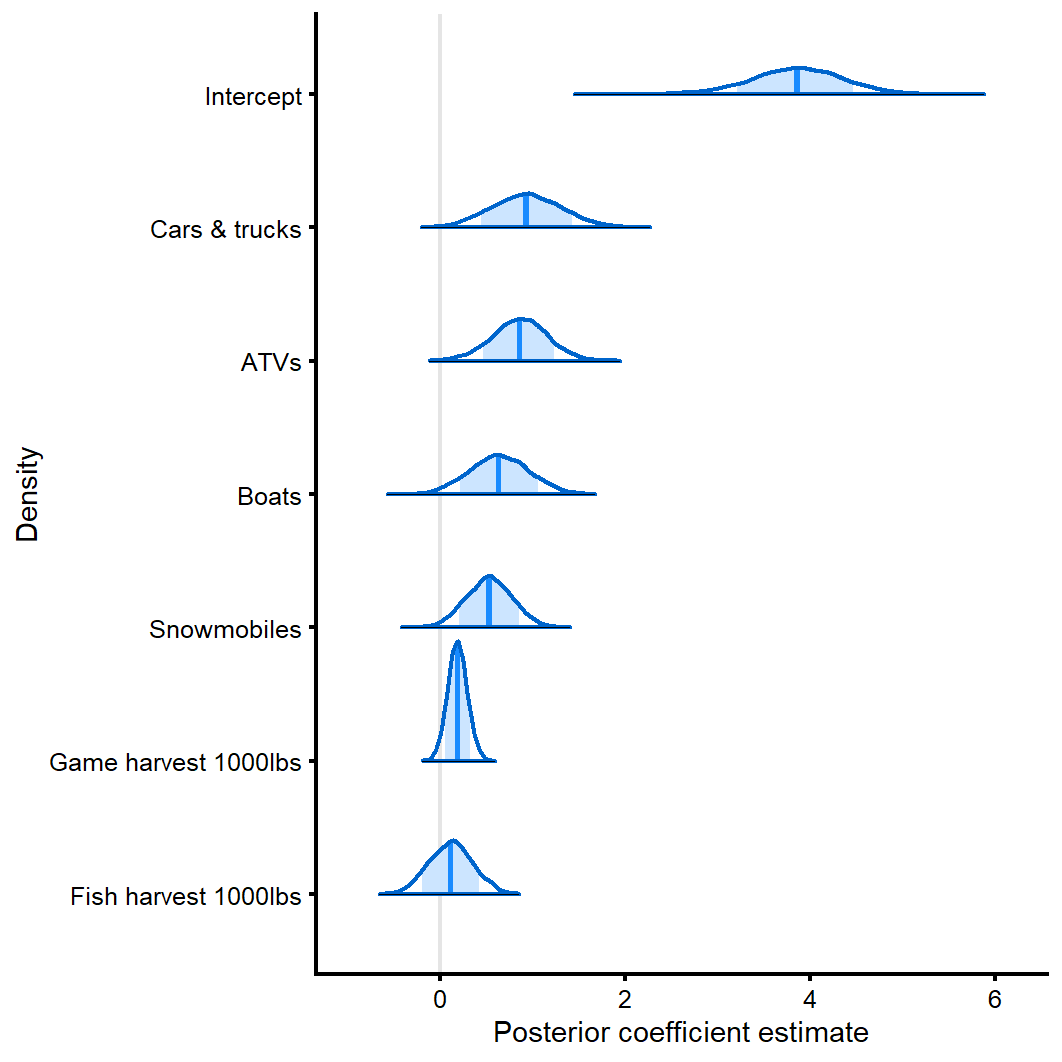 Intercept
Cars & trucks
ATVs
Boats
Snowmobiles
Game harvest 1000lbs
Fish harvest 1000lbs
Density
0 2 4 6
Posterior coefficient estimate